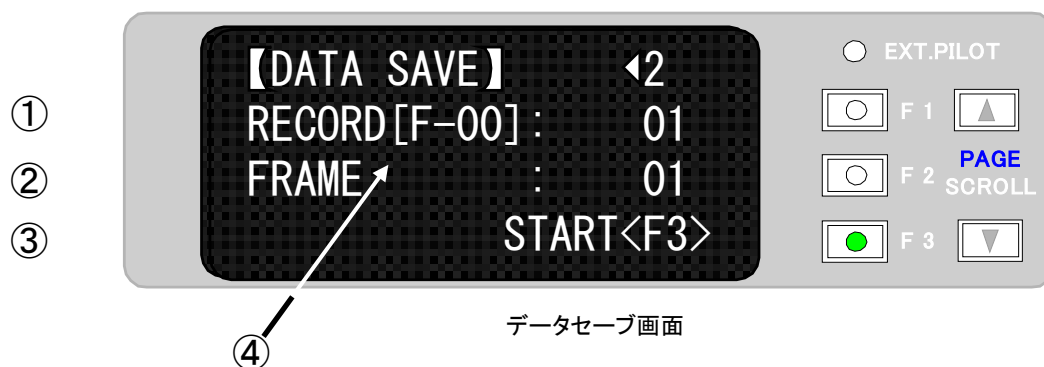 【DATA SAVE】 ◀2
① RECORD[F-00]: 01
② FRAME : 01
③ START<F3>
④
EXT.PILOT
F 1
F 2
F 3
PAGE
SCROLL
データセーブ画面